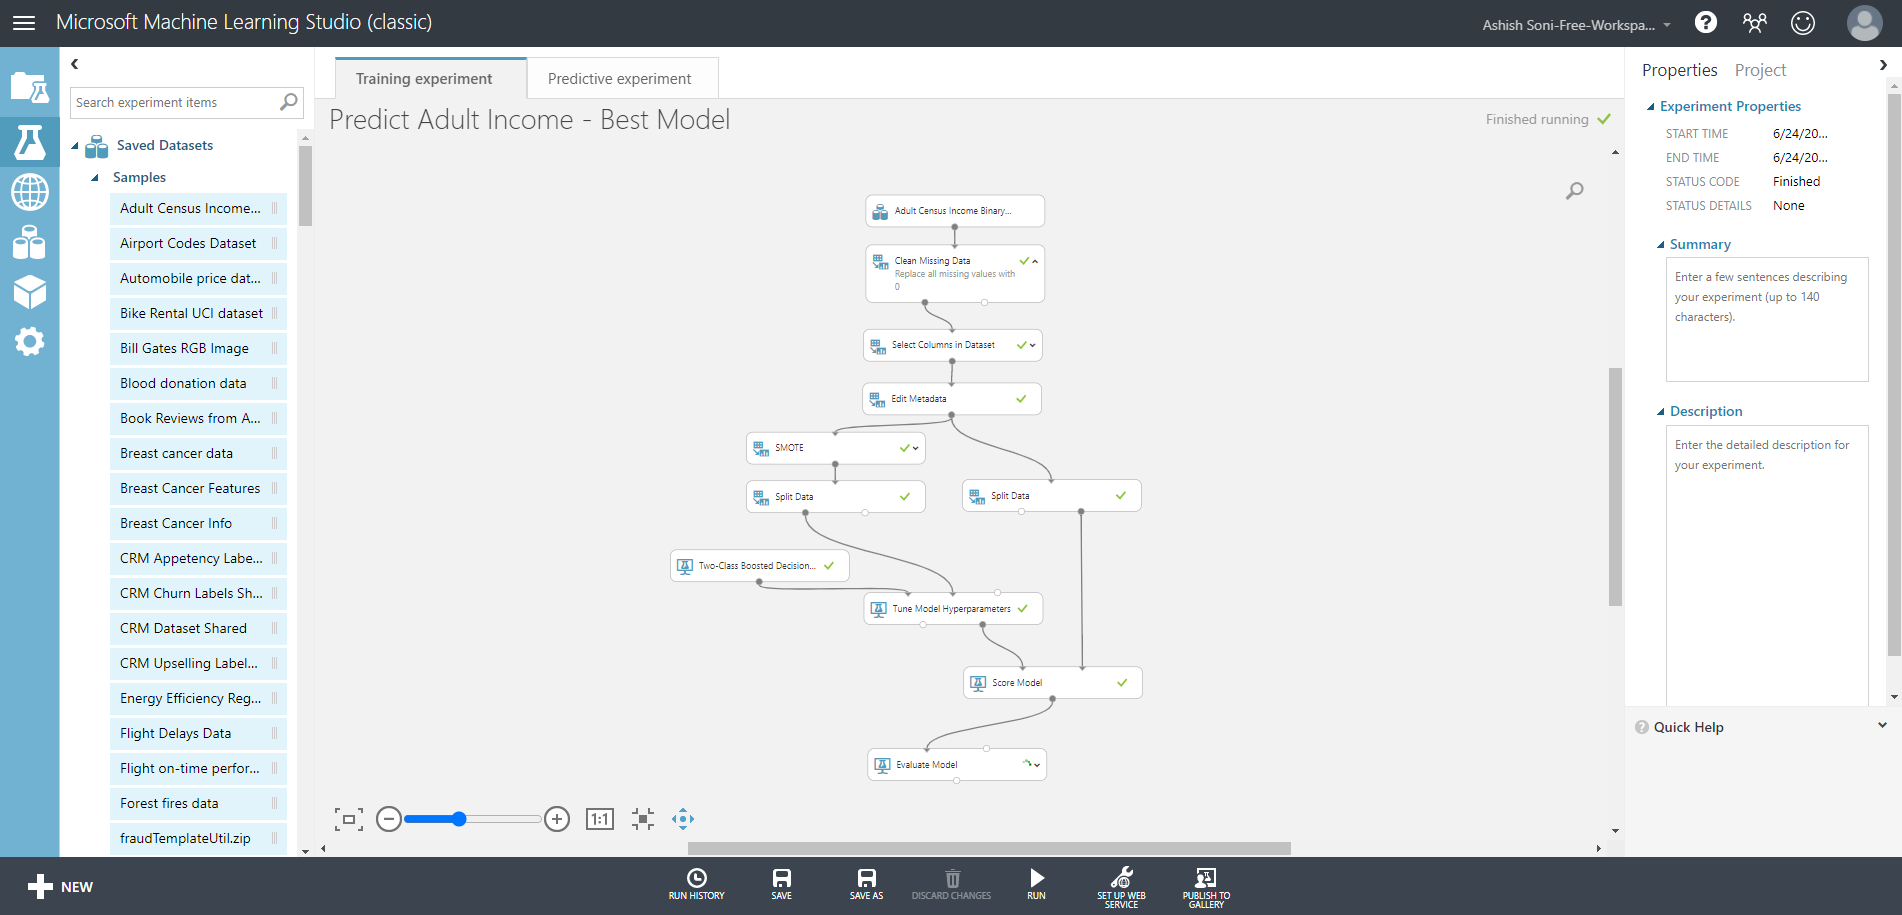 Microsoft Machine Learning Studio (classic)
Ashish Soni-Free-Workspa...
Search experiment items
Saved Datasets
Samples
Adult Census Income...
Airport Codes Dataset
Automobile price dat...
Bike Rental UCI dataset
Bill Gates RGB Image
Blood donation data
Book Reviews from A...
Breast cancer data
Breast Cancer Features
Breast Cancer Info
CRM Appetency Labe...
CRM Churn Labels Sh...
CRM Dataset Shared
CRM Upselling Label...
Energy Efficiency Reg...
Flight Delays Data
Flight on-time perfor...
Forest fires data
fraudTemplateUtil.zip
Training experiment
Predictive experiment
Predict Adult Income - Best Model
Finished running
Adult Census Income Binary...
Clean Missing Data
Replace all missing values with
0
Select Columns in Dataset
Edit Metadata
SMOTE
Split Data
Split Data
Two-Class Boosted Decision...
Tune Model Hyperparameters
Score Model
Evaluate Model
1:1
Properties
Project
Experiment Properties
START TIME 6/24/20...
END TIME 6/24/20...
STATUS CODE Finished
STATUS DETAILS None
Summary
Enter a few sentences describing
your experiment (up to 140
characters).
Description
Enter the detailed description for
your experiment.
Quick Help
NEW
RUN HISTORY
SAVE
SAVE AS
DISCARD CHANGES
RUN
SET UP WEB
SERVICE
PUBLISH TO
GALLERY